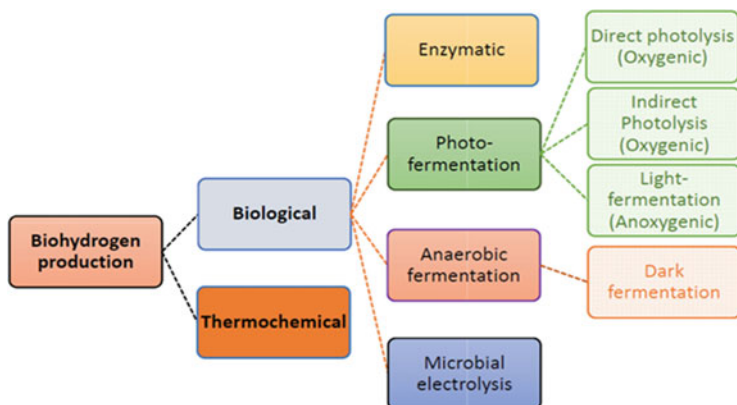 Biohydrogen
production
Biological
Thermochemical
Enzymatic
Photo-
fermentation
Anaerobic
fermentation
Microbial
electrolysis
Direct photolysis
(Oxygenic)
Indirect
Photolysis
(Oxygenic)
Light-
fermentation
(Anoxygenic)
Dark
fermentation